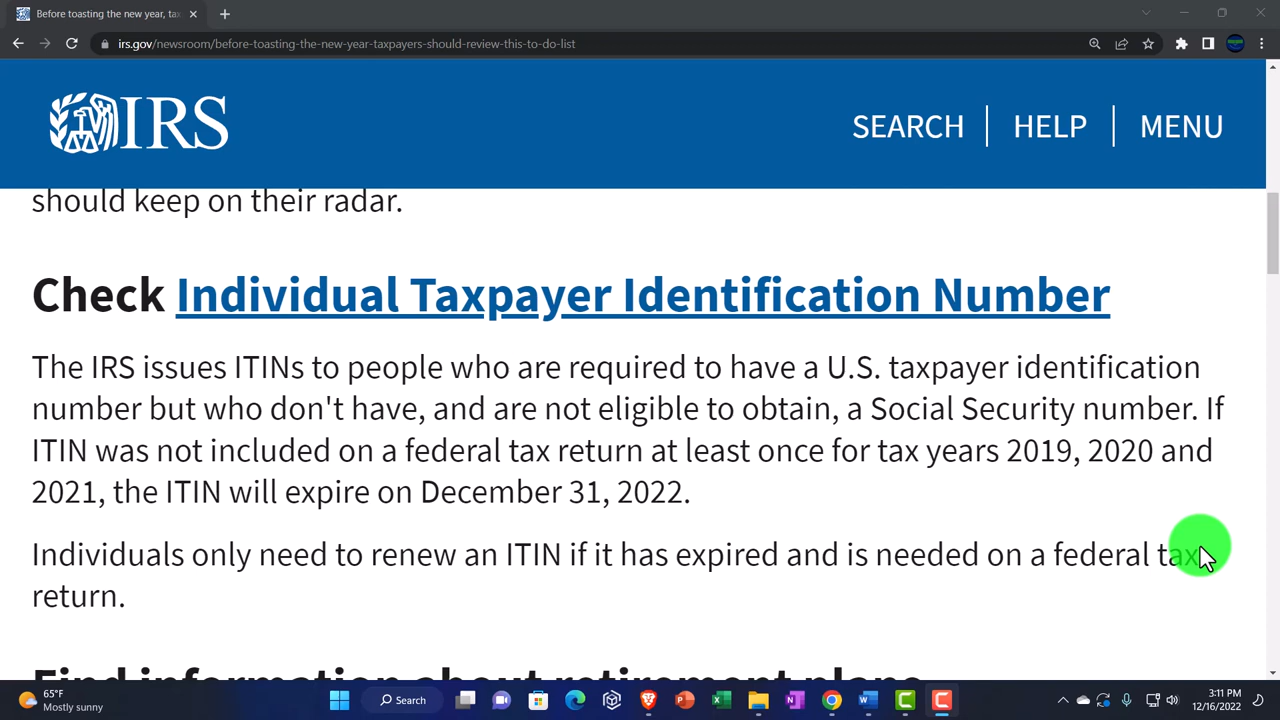 Before toasting the new year, tax
irs.gov/newsroom/before-toasting-the-new-year-taxpayers-should-review-this-to-do-list
IRS
SEARCH
HELP
MENU
should keep on their radar.
Check Individual Taxpayer Identification Number
The IRS issues ITINs to people who are required to have a U.S. taxpayer identification
number but who don't have, and are not eligible to obtain, a Social Security number. If
ITIN was not included on a federal tax return at least once for tax years 2019, 2020 and
2021, the ITIN will expire on December 31, 2022.
Individuals only need to renew an ITIN if it has expired and is needed on a federal tax
return.
Find information about retirement plans
65°F
Mostly sunny
Search
3:11 PM
12/16/2022